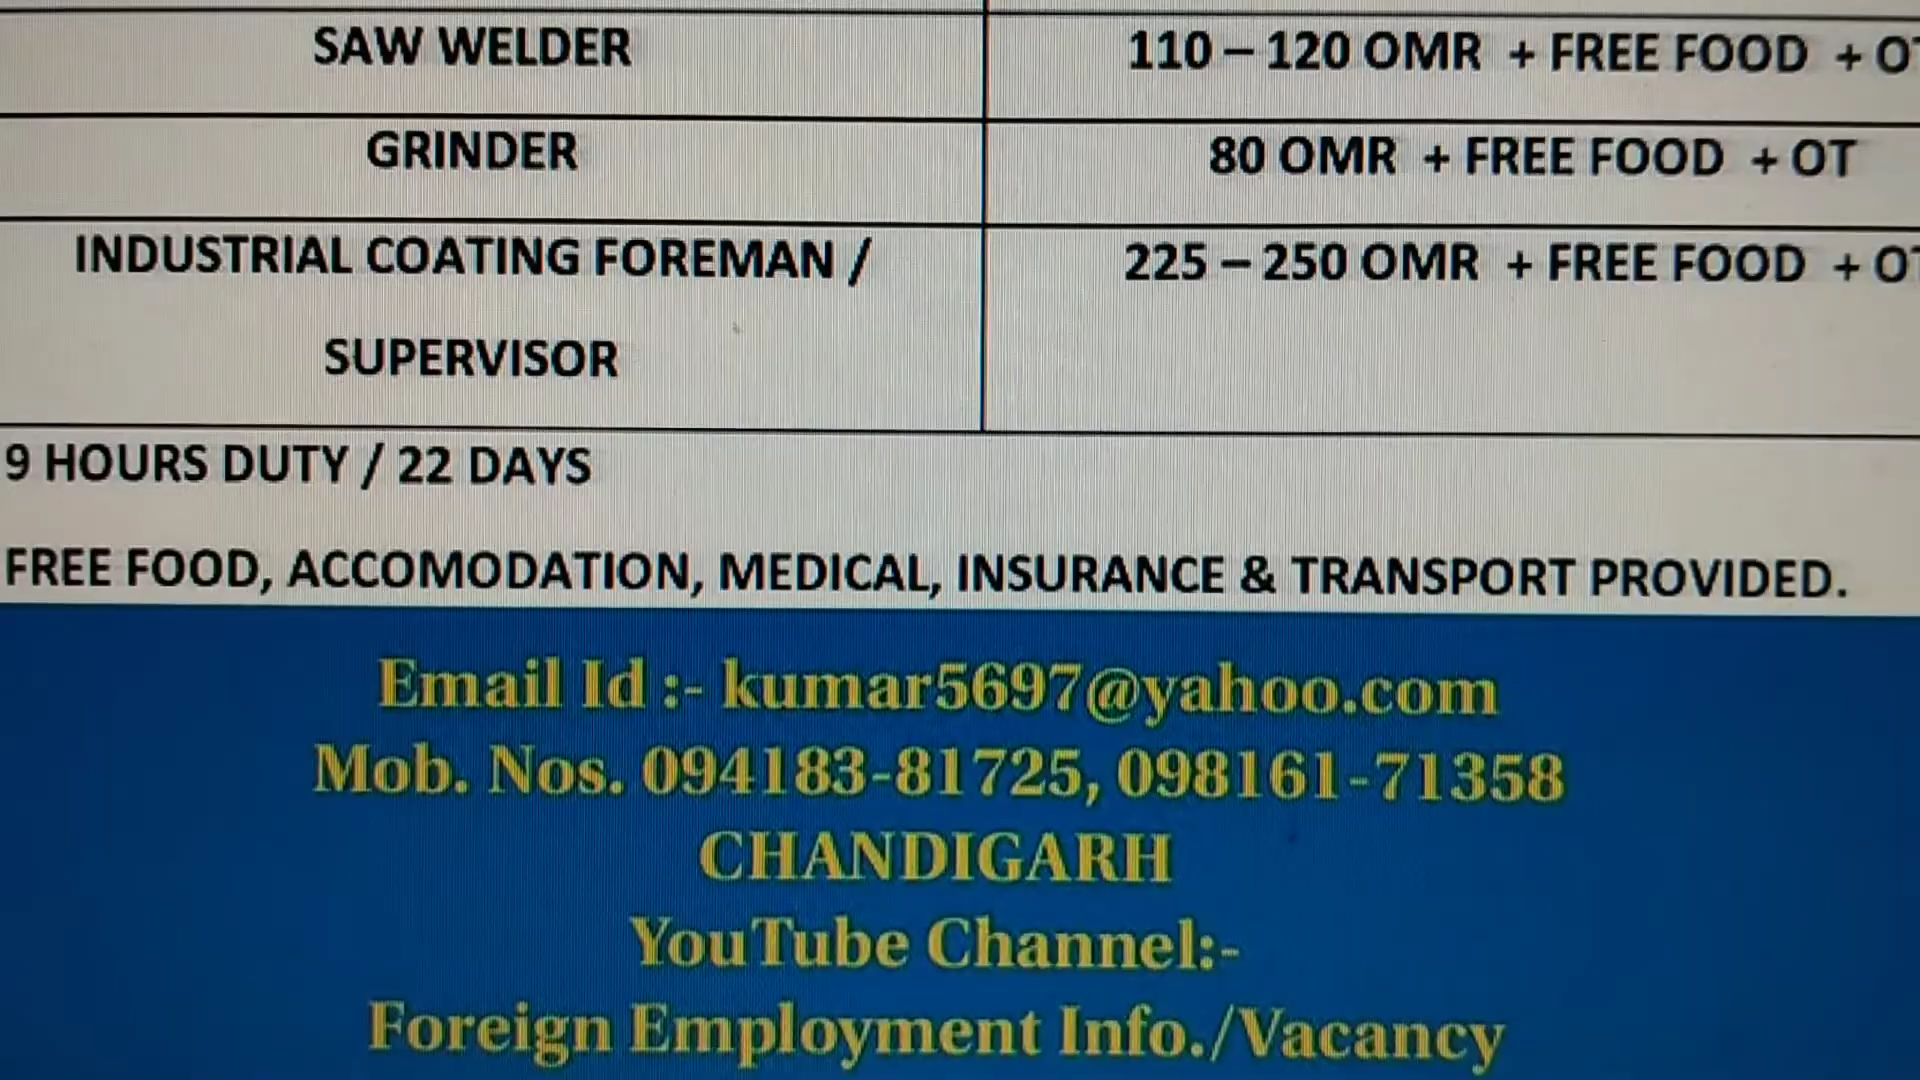 SAW WELDER
110 – 120 OMR + FREE FOOD + OT
GRINDER
80 OMR + FREE FOOD + OT
INDUSTRIAL COATING FOREMAN /
SUPERVISOR
225 – 250 OMR + FREE FOOD + OT
9 HOURS DUTY / 22 DAYS
FREE FOOD, ACCOMODATION, MEDICAL, INSURANCE & TRANSPORT PROVIDED.
Email Id :- kumar5697@yahoo.com
Mob. Nos. 094183-81725, 098161-71358
CHANDIGARH
YouTube Channel:-
Foreign Employment Info./Vacancy